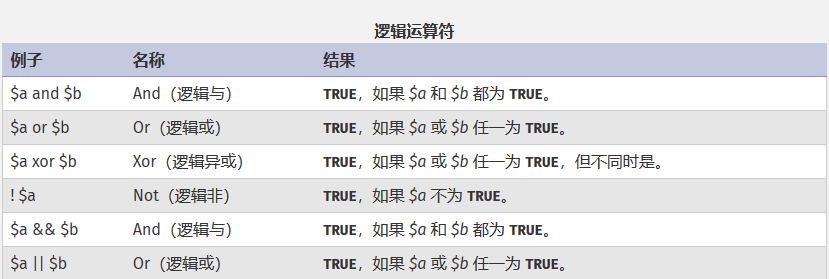 逻辑运算符
例子 名称 结果
$a and $b And（逻辑与） TRUE，如果 $a 和 $b 都为 TRUE。
$a or $b Or（逻辑或） TRUE，如果 $a 或 $b 任一为 TRUE。
$a xor $b Xor（逻辑异或） TRUE，如果 $a 或 $b 任一为 TRUE，但不同时是。
! $a Not（逻辑非） TRUE，如果 $a 不为 TRUE。
$a && $b And（逻辑与） TRUE，如果 $a 和 $b 都为 TRUE。
$a || $b Or（逻辑或） TRUE，如果 $a 或 $b 任一为 TRUE。